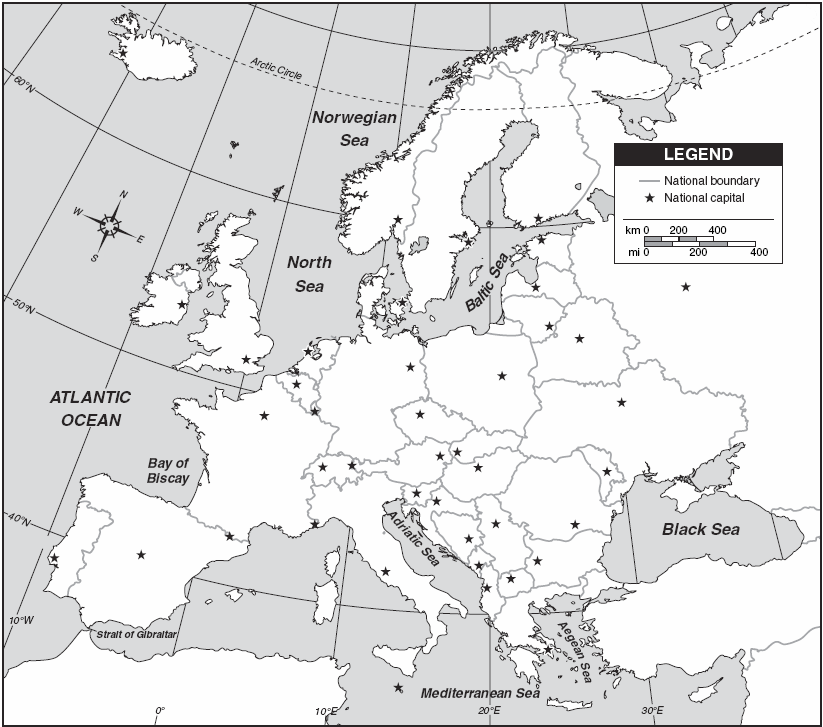 Arctic Circle
60°N
Norwegian
Sea
LEGEND
National boundary
National capital
km 0 200 400
mi 0 200 400
N
W
E
S
North
Sea
Baltic Sea
50°N
ATLANTIC
OCEAN
Bay of
Biscay
40°N
Adriatic Sea
Black Sea
10°W
Strait of Gibraltar
Aegean Sea
Mediterranean Sea
0°
10°E
20°E
30°E